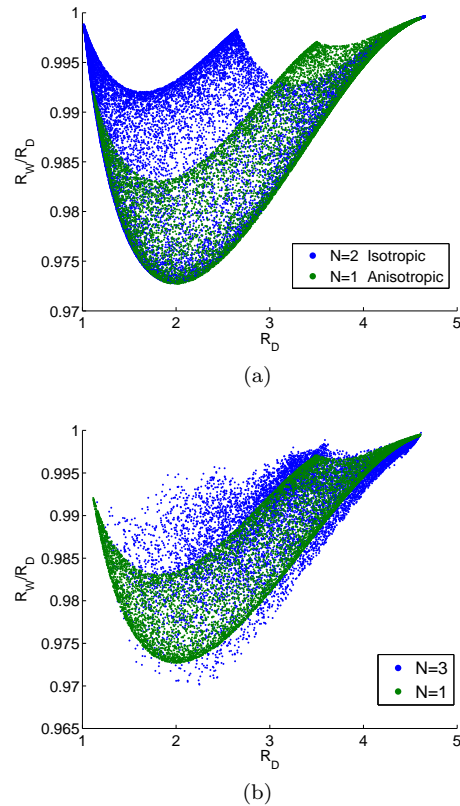 1
0.995
0.99
0.985
0.98
0.975
0.97
R_W/R_D
1 2 3 4 5
R_D
N=2 Isotropic
N=1 Anisotropic
(a)
1
0.995
0.99
0.985
0.98
0.975
0.97
0.965
R_W/R_D
1 2 3 4 5
R_D
N=3
N=1
(b)